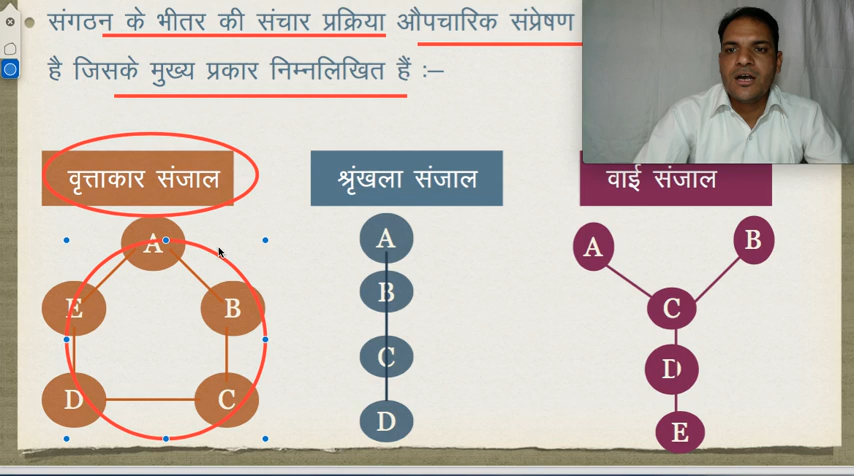 संगठन के भीतर की संचार प्रक्रिया औपचारिक संप्रेषण
है जिसके मुख्य प्रकार निम्नलिखित हैं :–
वृत्ताकार संजाल
श्रृंखला संजाल
वाई संजाल
A
E
B
D
C
A
B
C
D
A
B
C
D
E